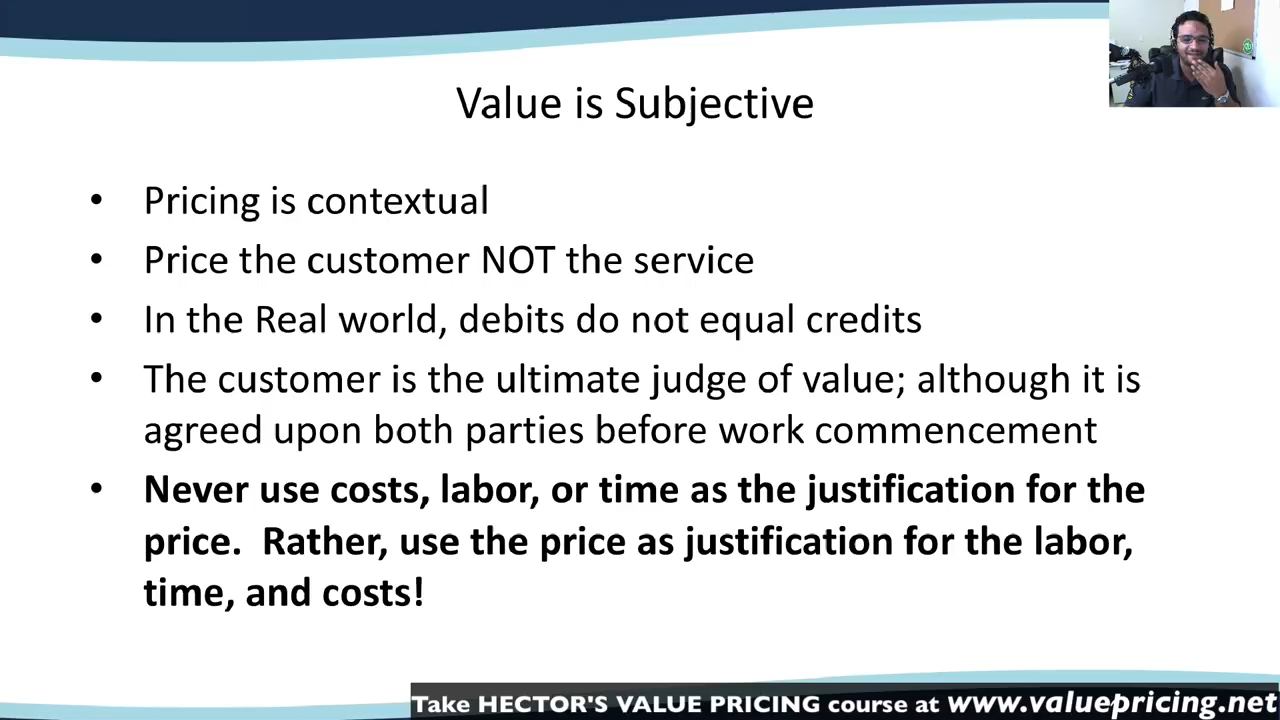 Value is Subjective
• Pricing is contextual
• Price the customer NOT the service
• In the Real world, debits do not equal credits
• The customer is the ultimate judge of value; although it is
agreed upon both parties before work commencement
• Never use costs, labor, or time as the justification for the
price.  Rather, use the price as justification for the labor,
time, and costs!
Take HECTOR'S VALUE PRICING course at www.valuepricing.net